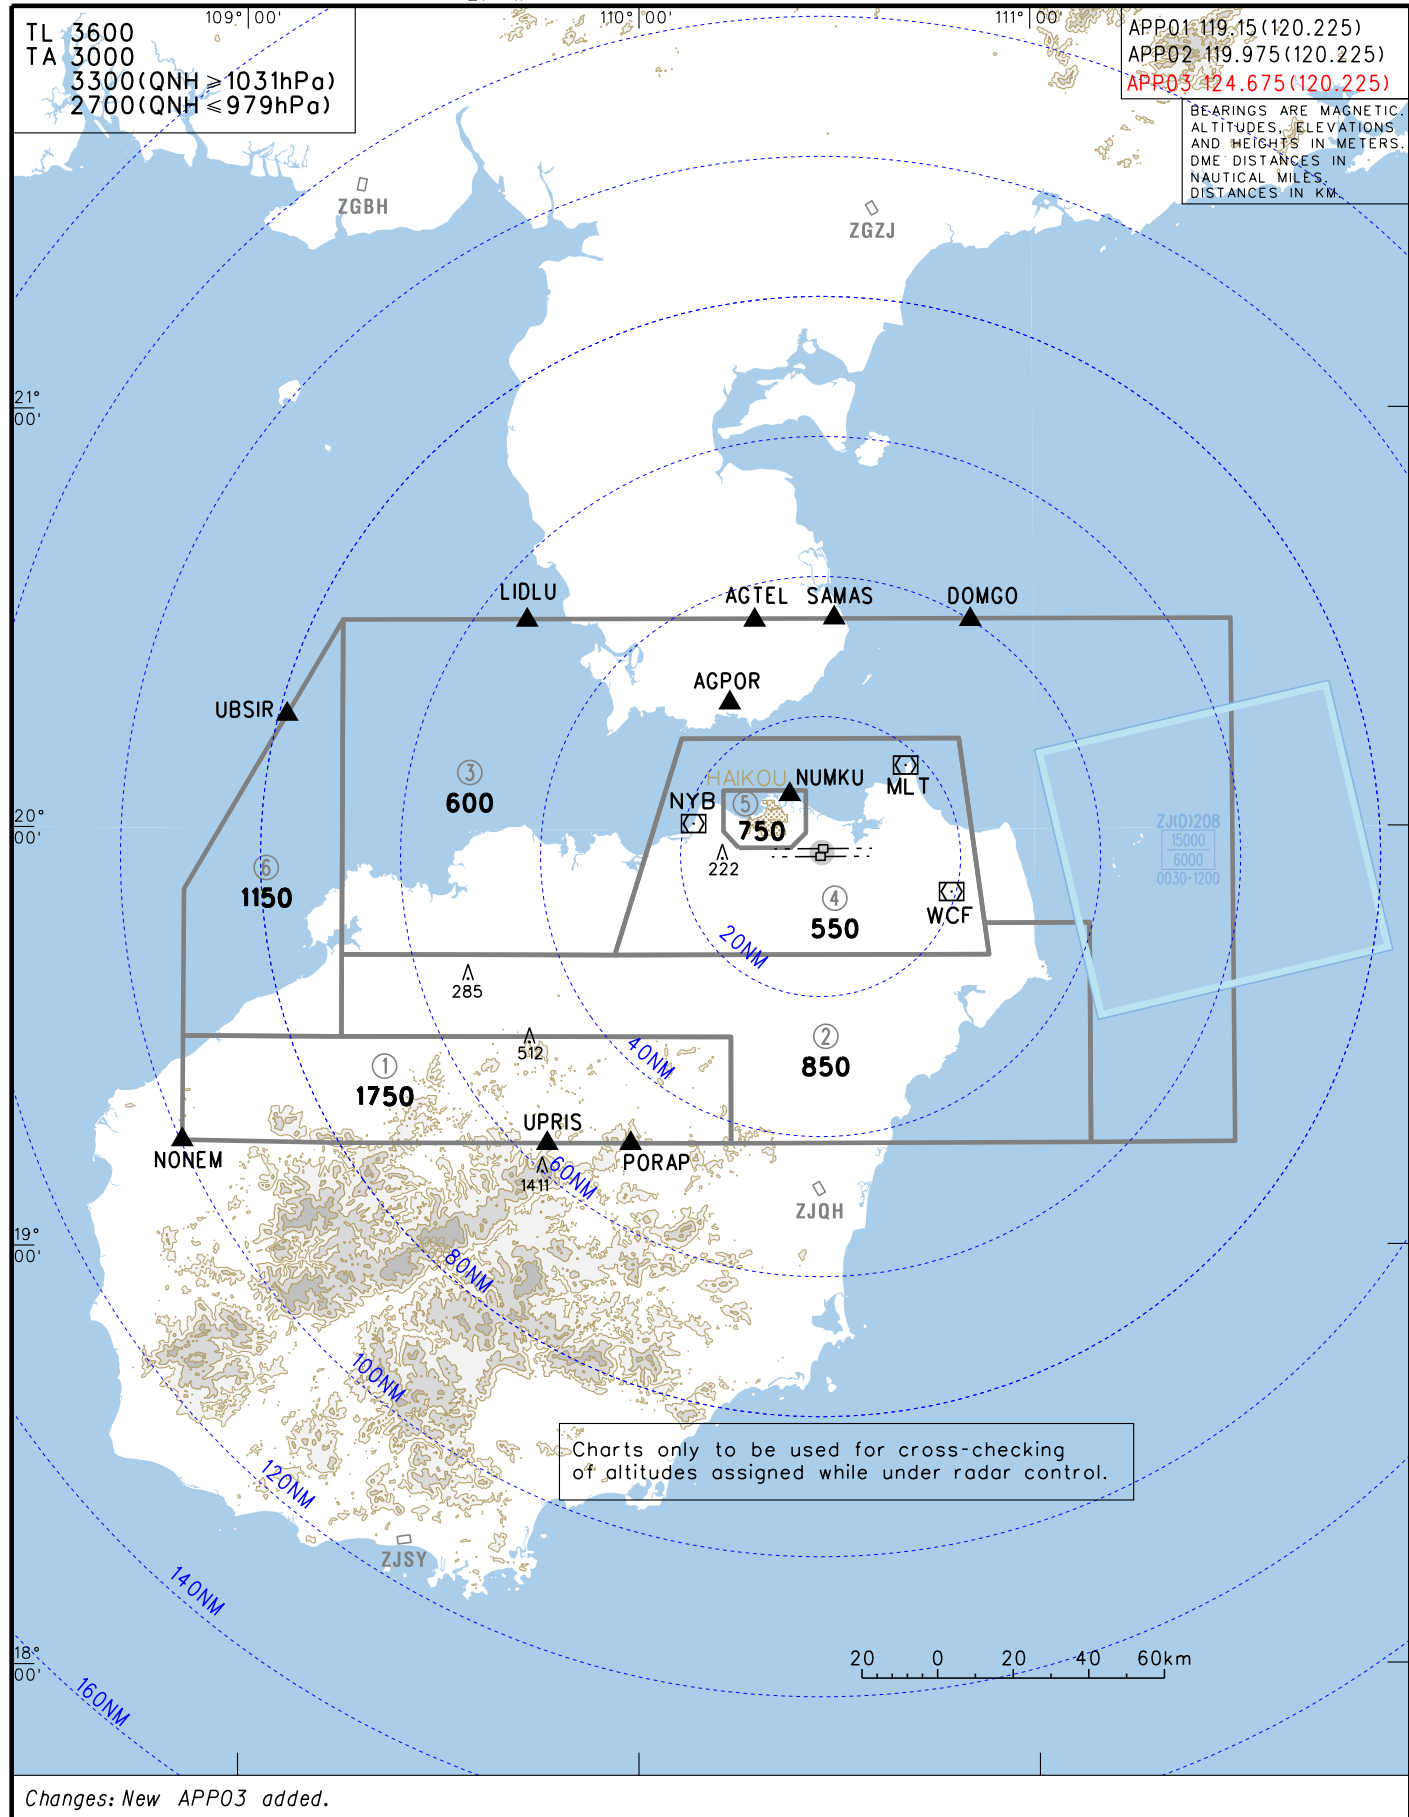 109° 00'
110° 00'
111° 00'
TL 3600
TA 3000
3300(QNH ≥1031hPa)
2700(QNH ≤979hPa)
APP01 119.15(120.225)
APP02 119.975(120.225)
APP03 124.675(120.225)
BEARINGS ARE MAGNETIC.
ALTITUDES, ELEVATIONS
AND HEIGHTS IN METERS.
DME DISTANCES IN
NAUTICAL MILES.
DISTANCES IN KM.
ZGBH
ZGZJ
21°
00'
LIDLU
AGTEL
SAMAS
DOMGO
AGPOR
UBSIR
③
600
HAIKOU
NUMKU
MLT
NYB
⑤
750
20°
00'
222
ZJ(D)208
15000
6000
0030-1200
⑥
1150
④
550
WCF
20NM
285
512
40NM
②
850
①
1750
UPRIS
NONEM
PORAP
60NM
1411
ZJQH
19°
00'
80NM
100NM
Charts only to be used for cross-checking
of altitudes assigned while under radar control.
120NM
ZJSY
140NM
18°
00'
20 0 20 40 60km
160NM
Changes: New APP03 added.